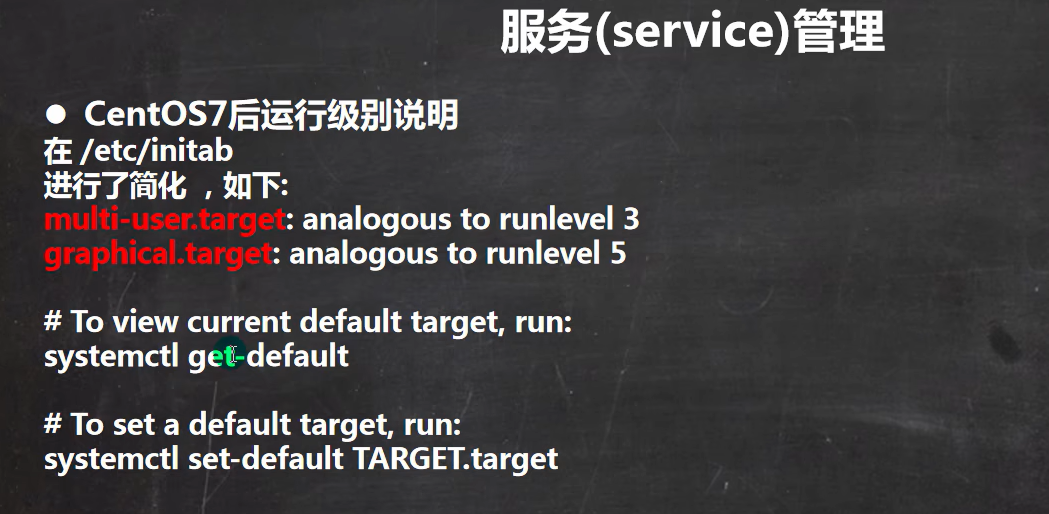 服务(service)管理
● CentOS7后运行级别说明
在 /etc/initab
进行了简化 ，如下:
multi-user.target: analogous to runlevel 3
graphical.target: analogous to runlevel 5
# To view current default target, run:
systemctl get-default
# To set a default target, run:
systemctl set-default TARGET.target